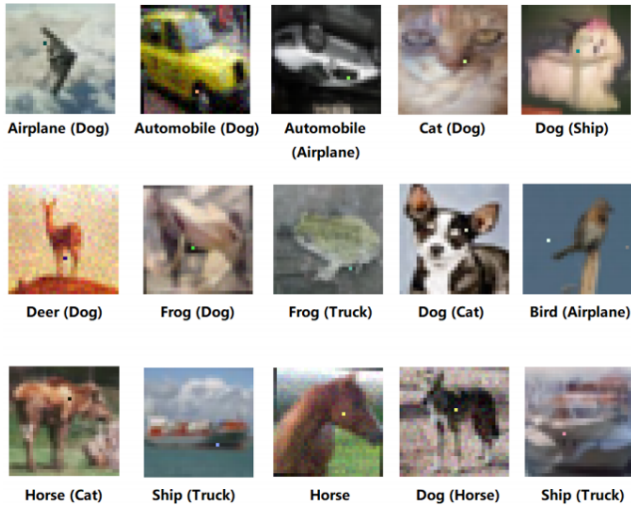 Airplane (Dog)
Automobile (Dog)
Automobile
(Airplane)
Cat (Dog)
Dog (Ship)
Deer (Dog)
Frog (Dog)
Frog (Truck)
Dog (Cat)
Bird (Airplane)
Horse (Cat)
Ship (Truck)
Horse
Dog (Horse)
Ship (Truck)